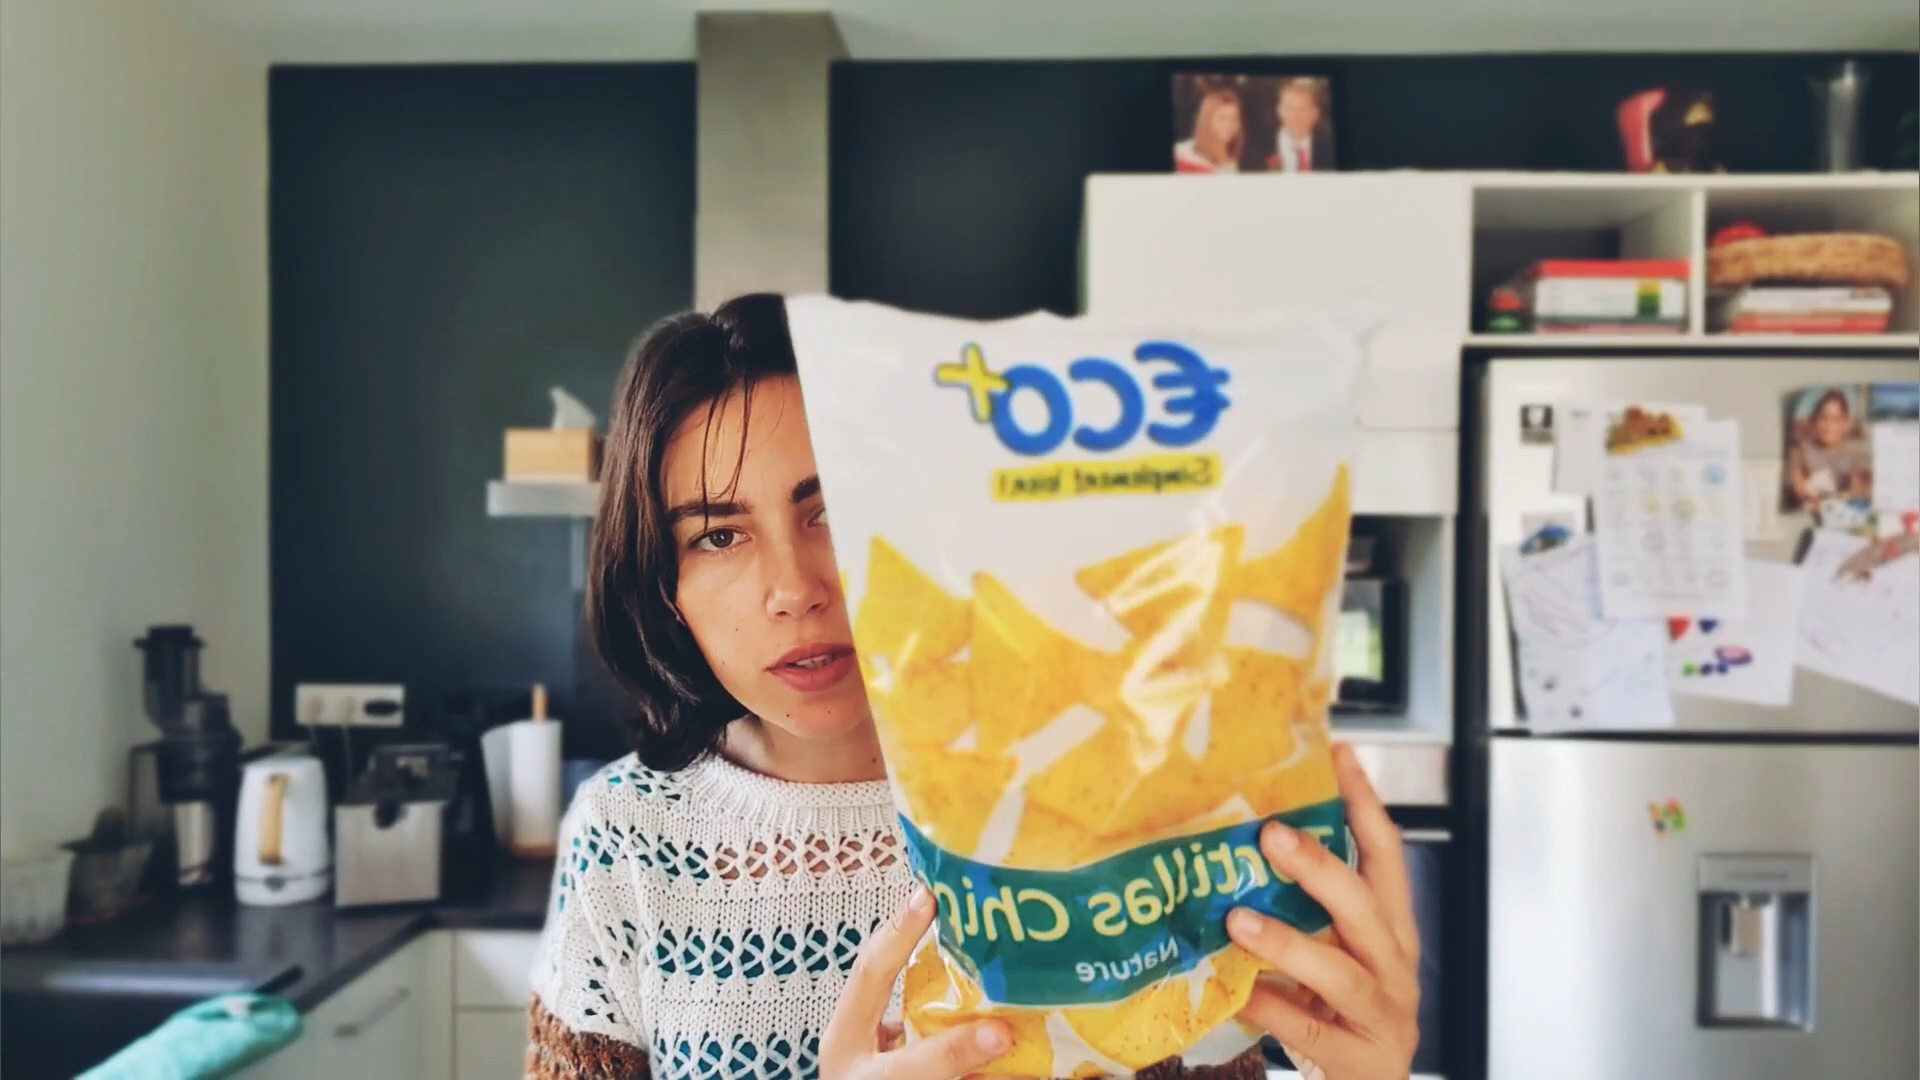 €CO+
Simplement bien !
Tortillas Chip
Nature